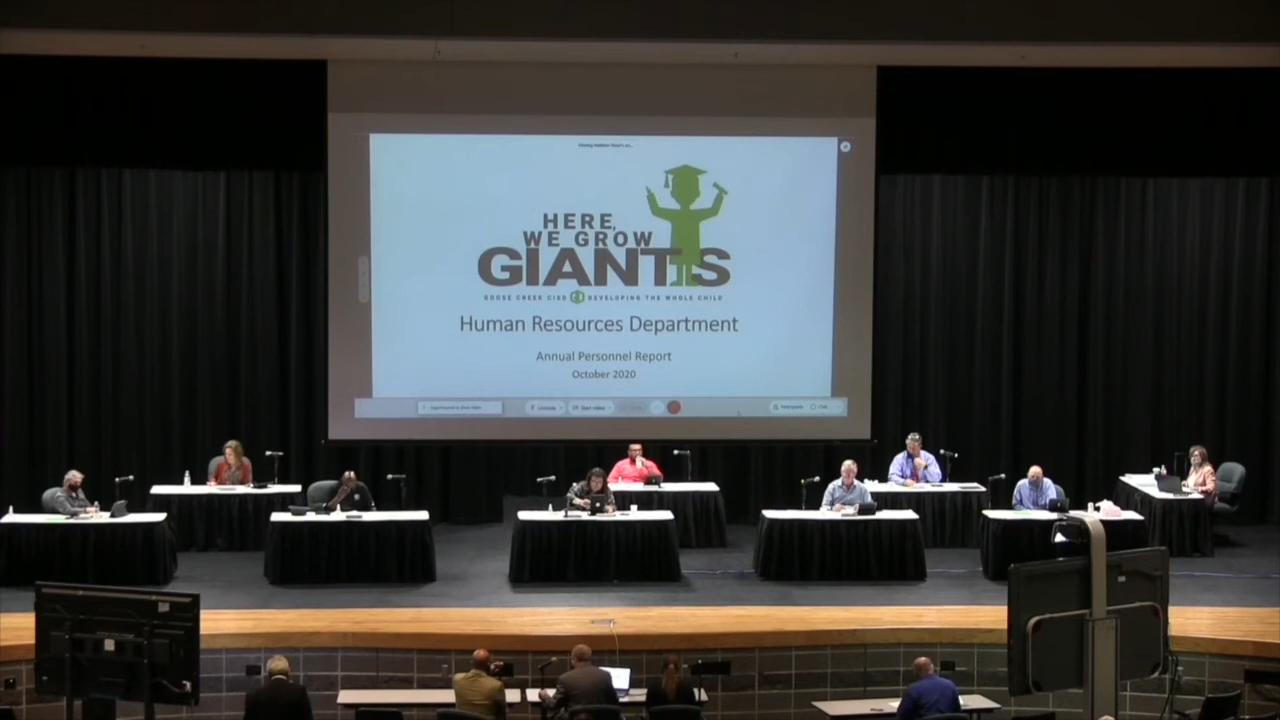 HERE,
WE GROW
GIANTS
GOOSE CREEK CISD DEVELOPING THE WHOLE CHILD
Human Resources Department
Annual Personnel Report
October 2020